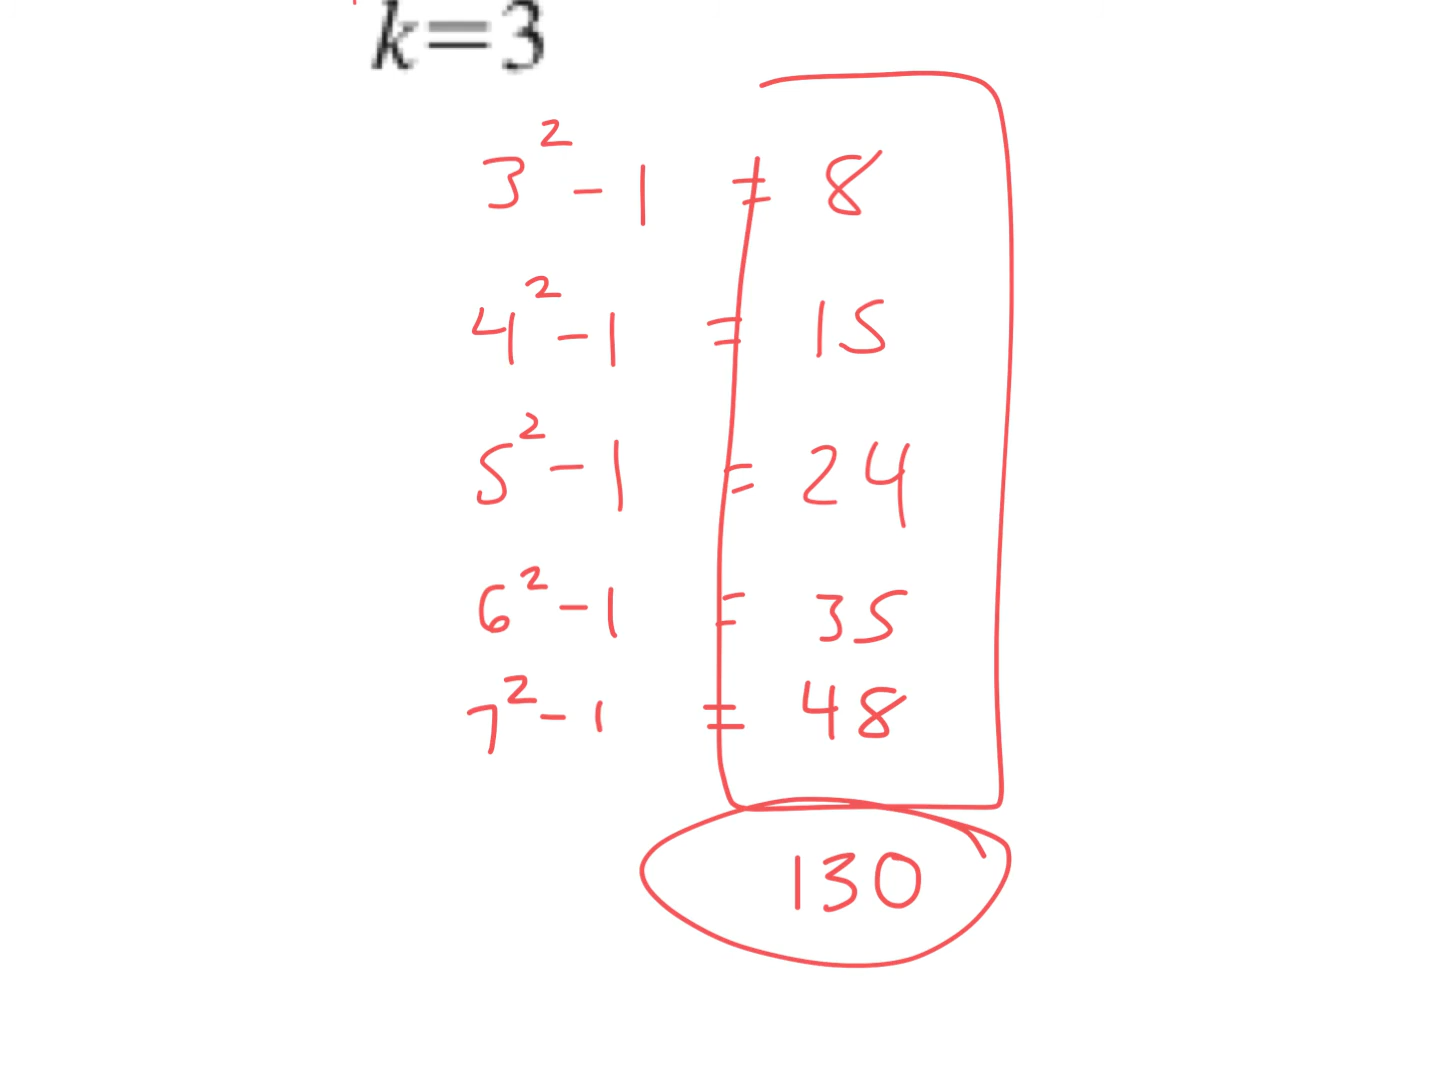 k=3
3² - 1 = 8
4² - 1 = 15
5² - 1 = 24
6² - 1 = 35
7² - 1 = 48
130